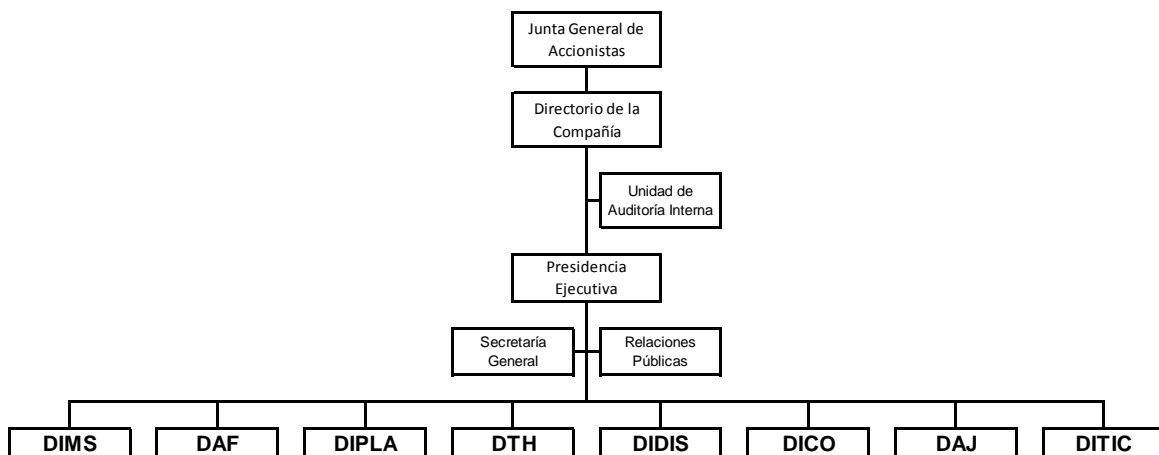 Junta General de
Accionistas
Directorio de la
Compañía
Unidad de
Auditoría Interna
Presidencia
Ejecutiva
Secretaría
General
Relaciones
Públicas
DIMS
DAF
DIPLA
DTH
DIDIS
DICO
DAJ
DITIC